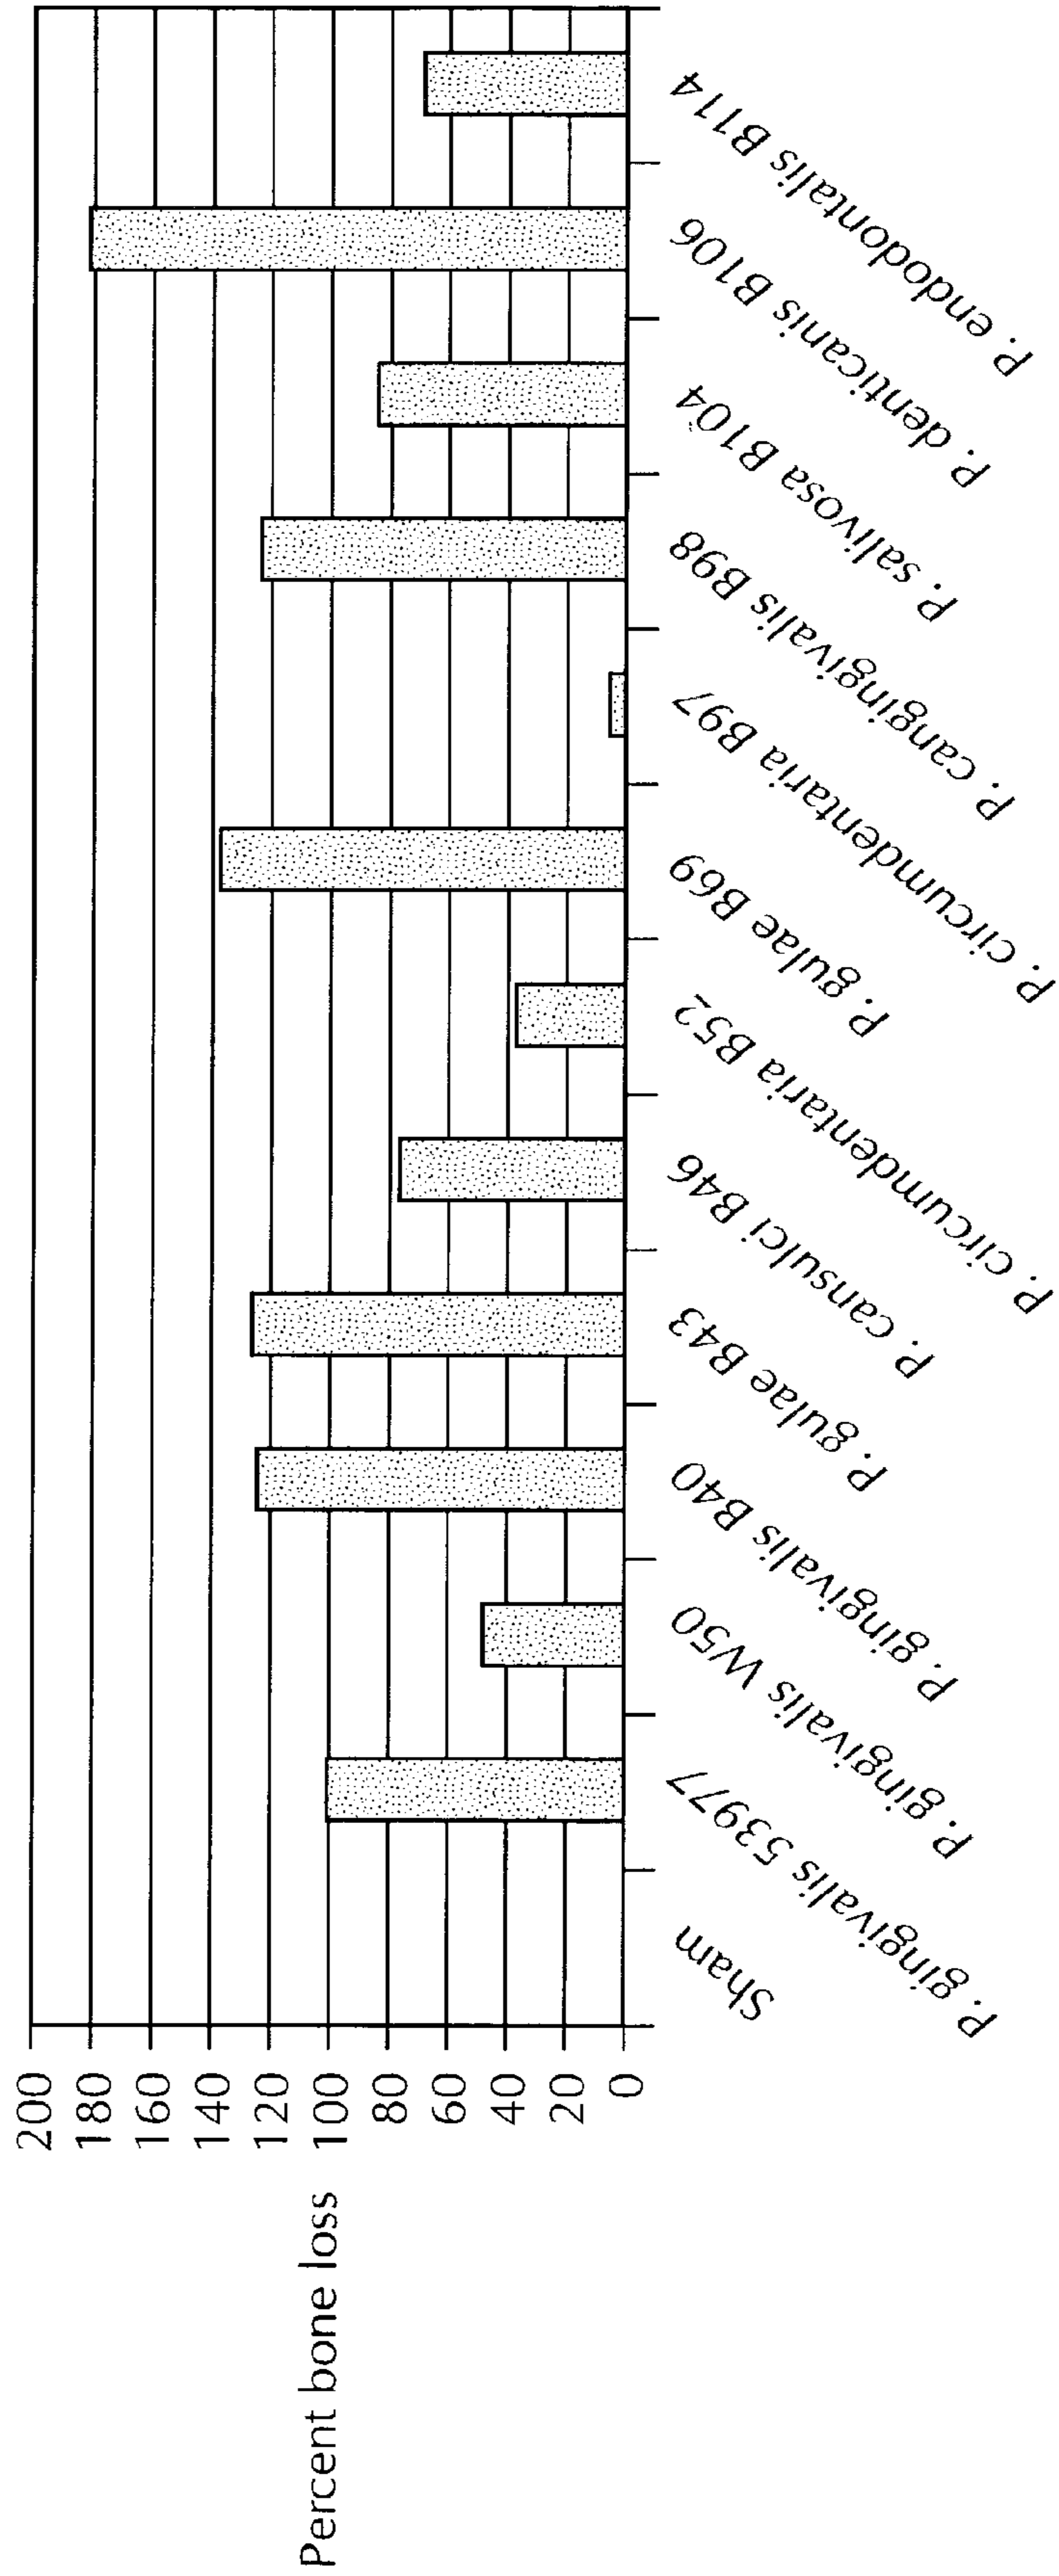 Percent bone loss
200
180
160
140
120
100
80
60
40
20
0
Sham
P. gingivalis 53977
P. gingivalis W50
P. gingivalis B40
P. gulae B43
P. cansulci B46
P. circumdentaria B52
P. gulae B69
P. circumdentaria B97
P. cangingivalis B98
P. salivosa B104
P. denticanis B106
P. endodontalis B114